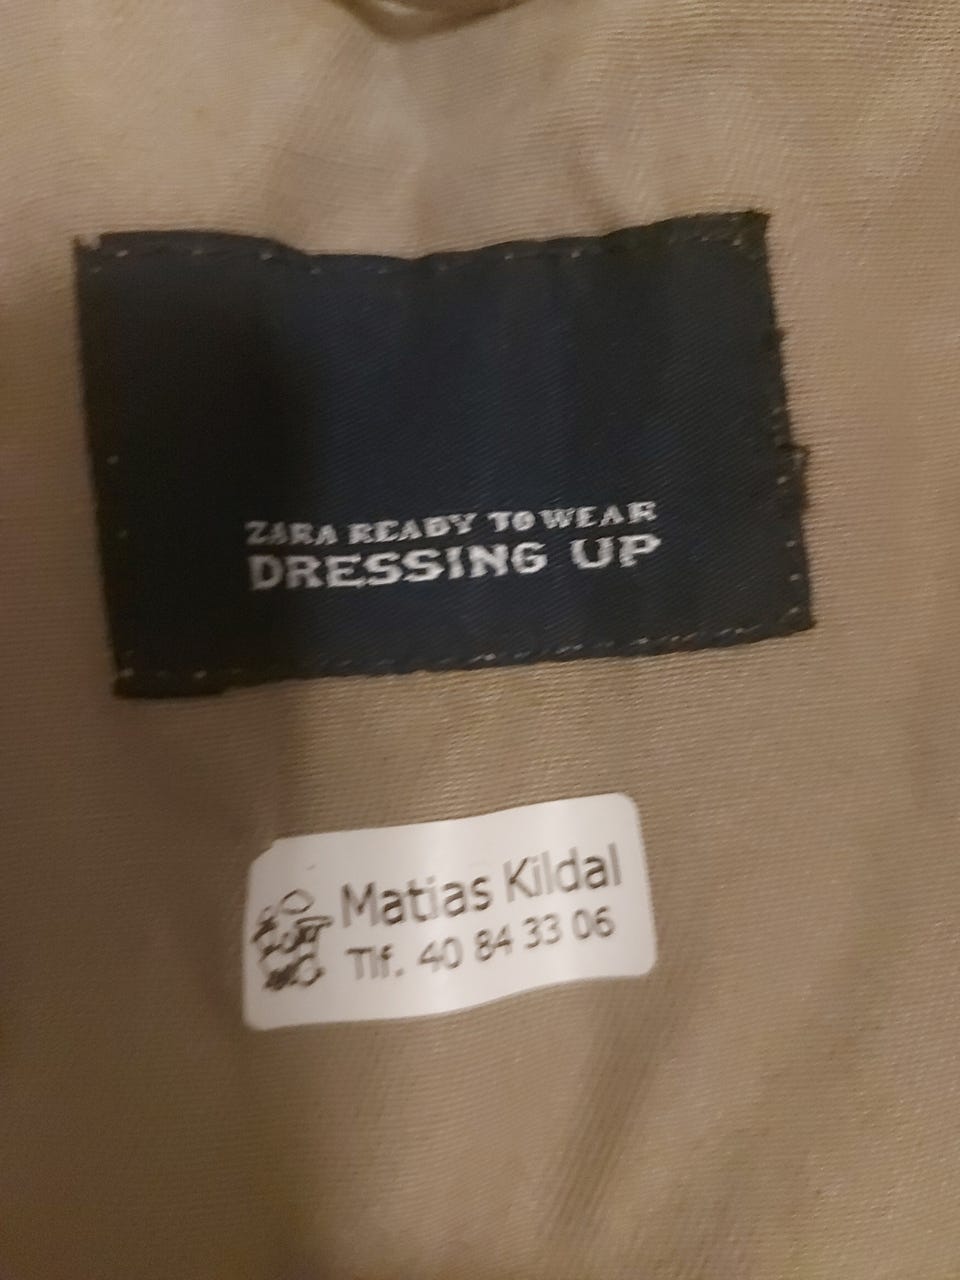 ZARA READY TO WEAR
DRESSING UP
Matias Kildal
Tlf. 40 84 33 06